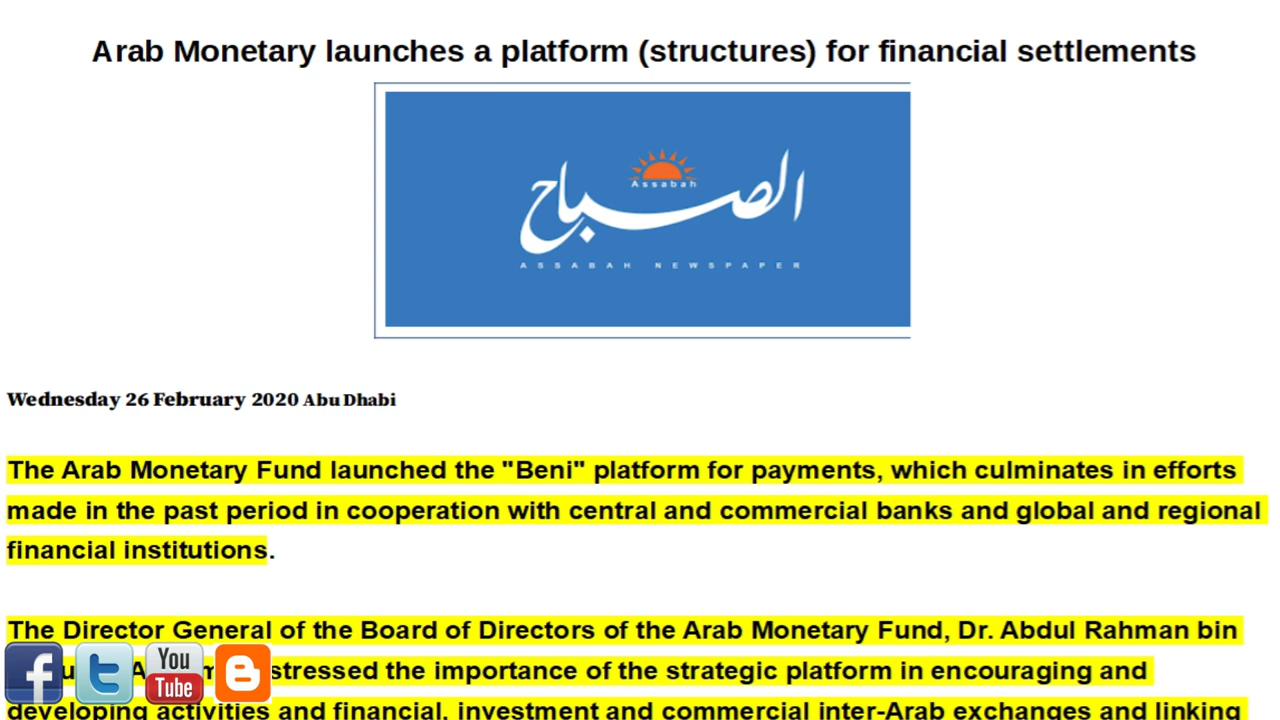 Arab Monetary launches a platform (structures) for financial settlements
Assabah
الصباح
ASSABAH NEWSPAPER
Wednesday 26 February 2020 Abu Dhabi
The Arab Monetary Fund launched the "Beni" platform for payments, which culminates in efforts
made in the past period in cooperation with central and commercial banks and global and regional
financial institutions.
The Director General of the Board of Directors of the Arab Monetary Fund, Dr. Abdul Rahman bin
stressed the importance of the strategic platform in encouraging and
developing activities and financial, investment and commercial inter-Arab exchanges and linking
f t You Tube B